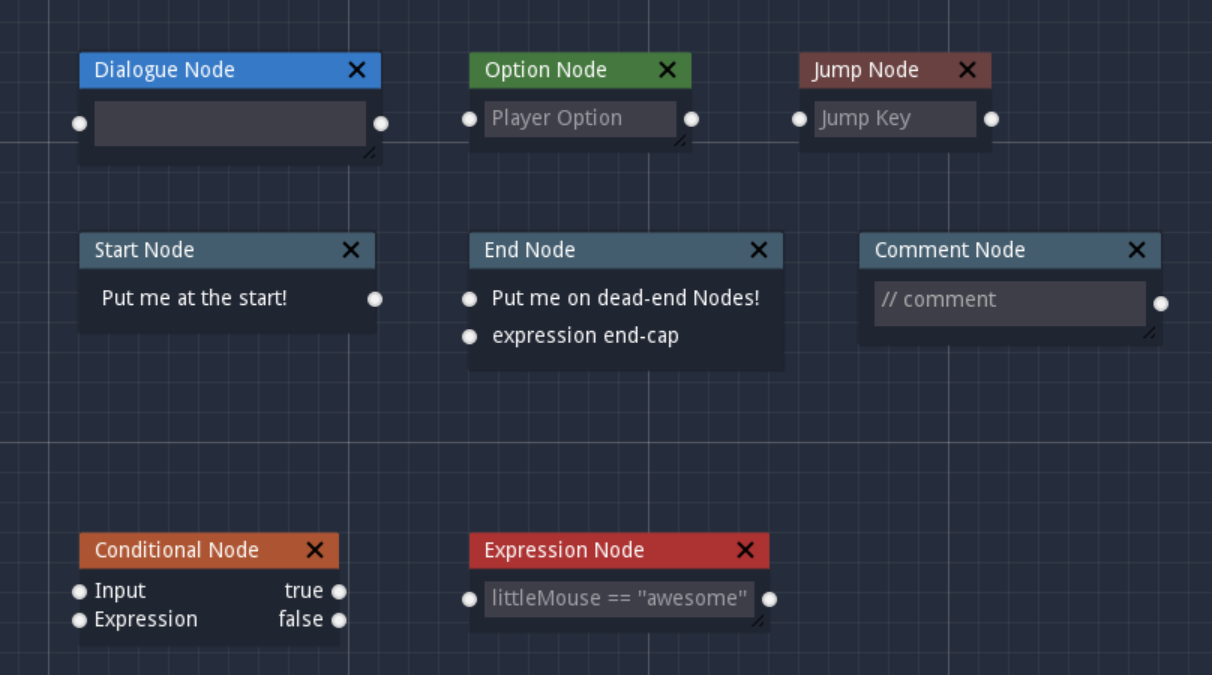 Dialogue Node
Option Node
Jump Node
Player Option
Jump Key
Start Node
End Node
Comment Node
Put me at the start!
Put me on dead-end Nodes!
// comment
expression end-cap
Conditional Node
Expression Node
Input true
littleMouse == "awesome"
Expression false